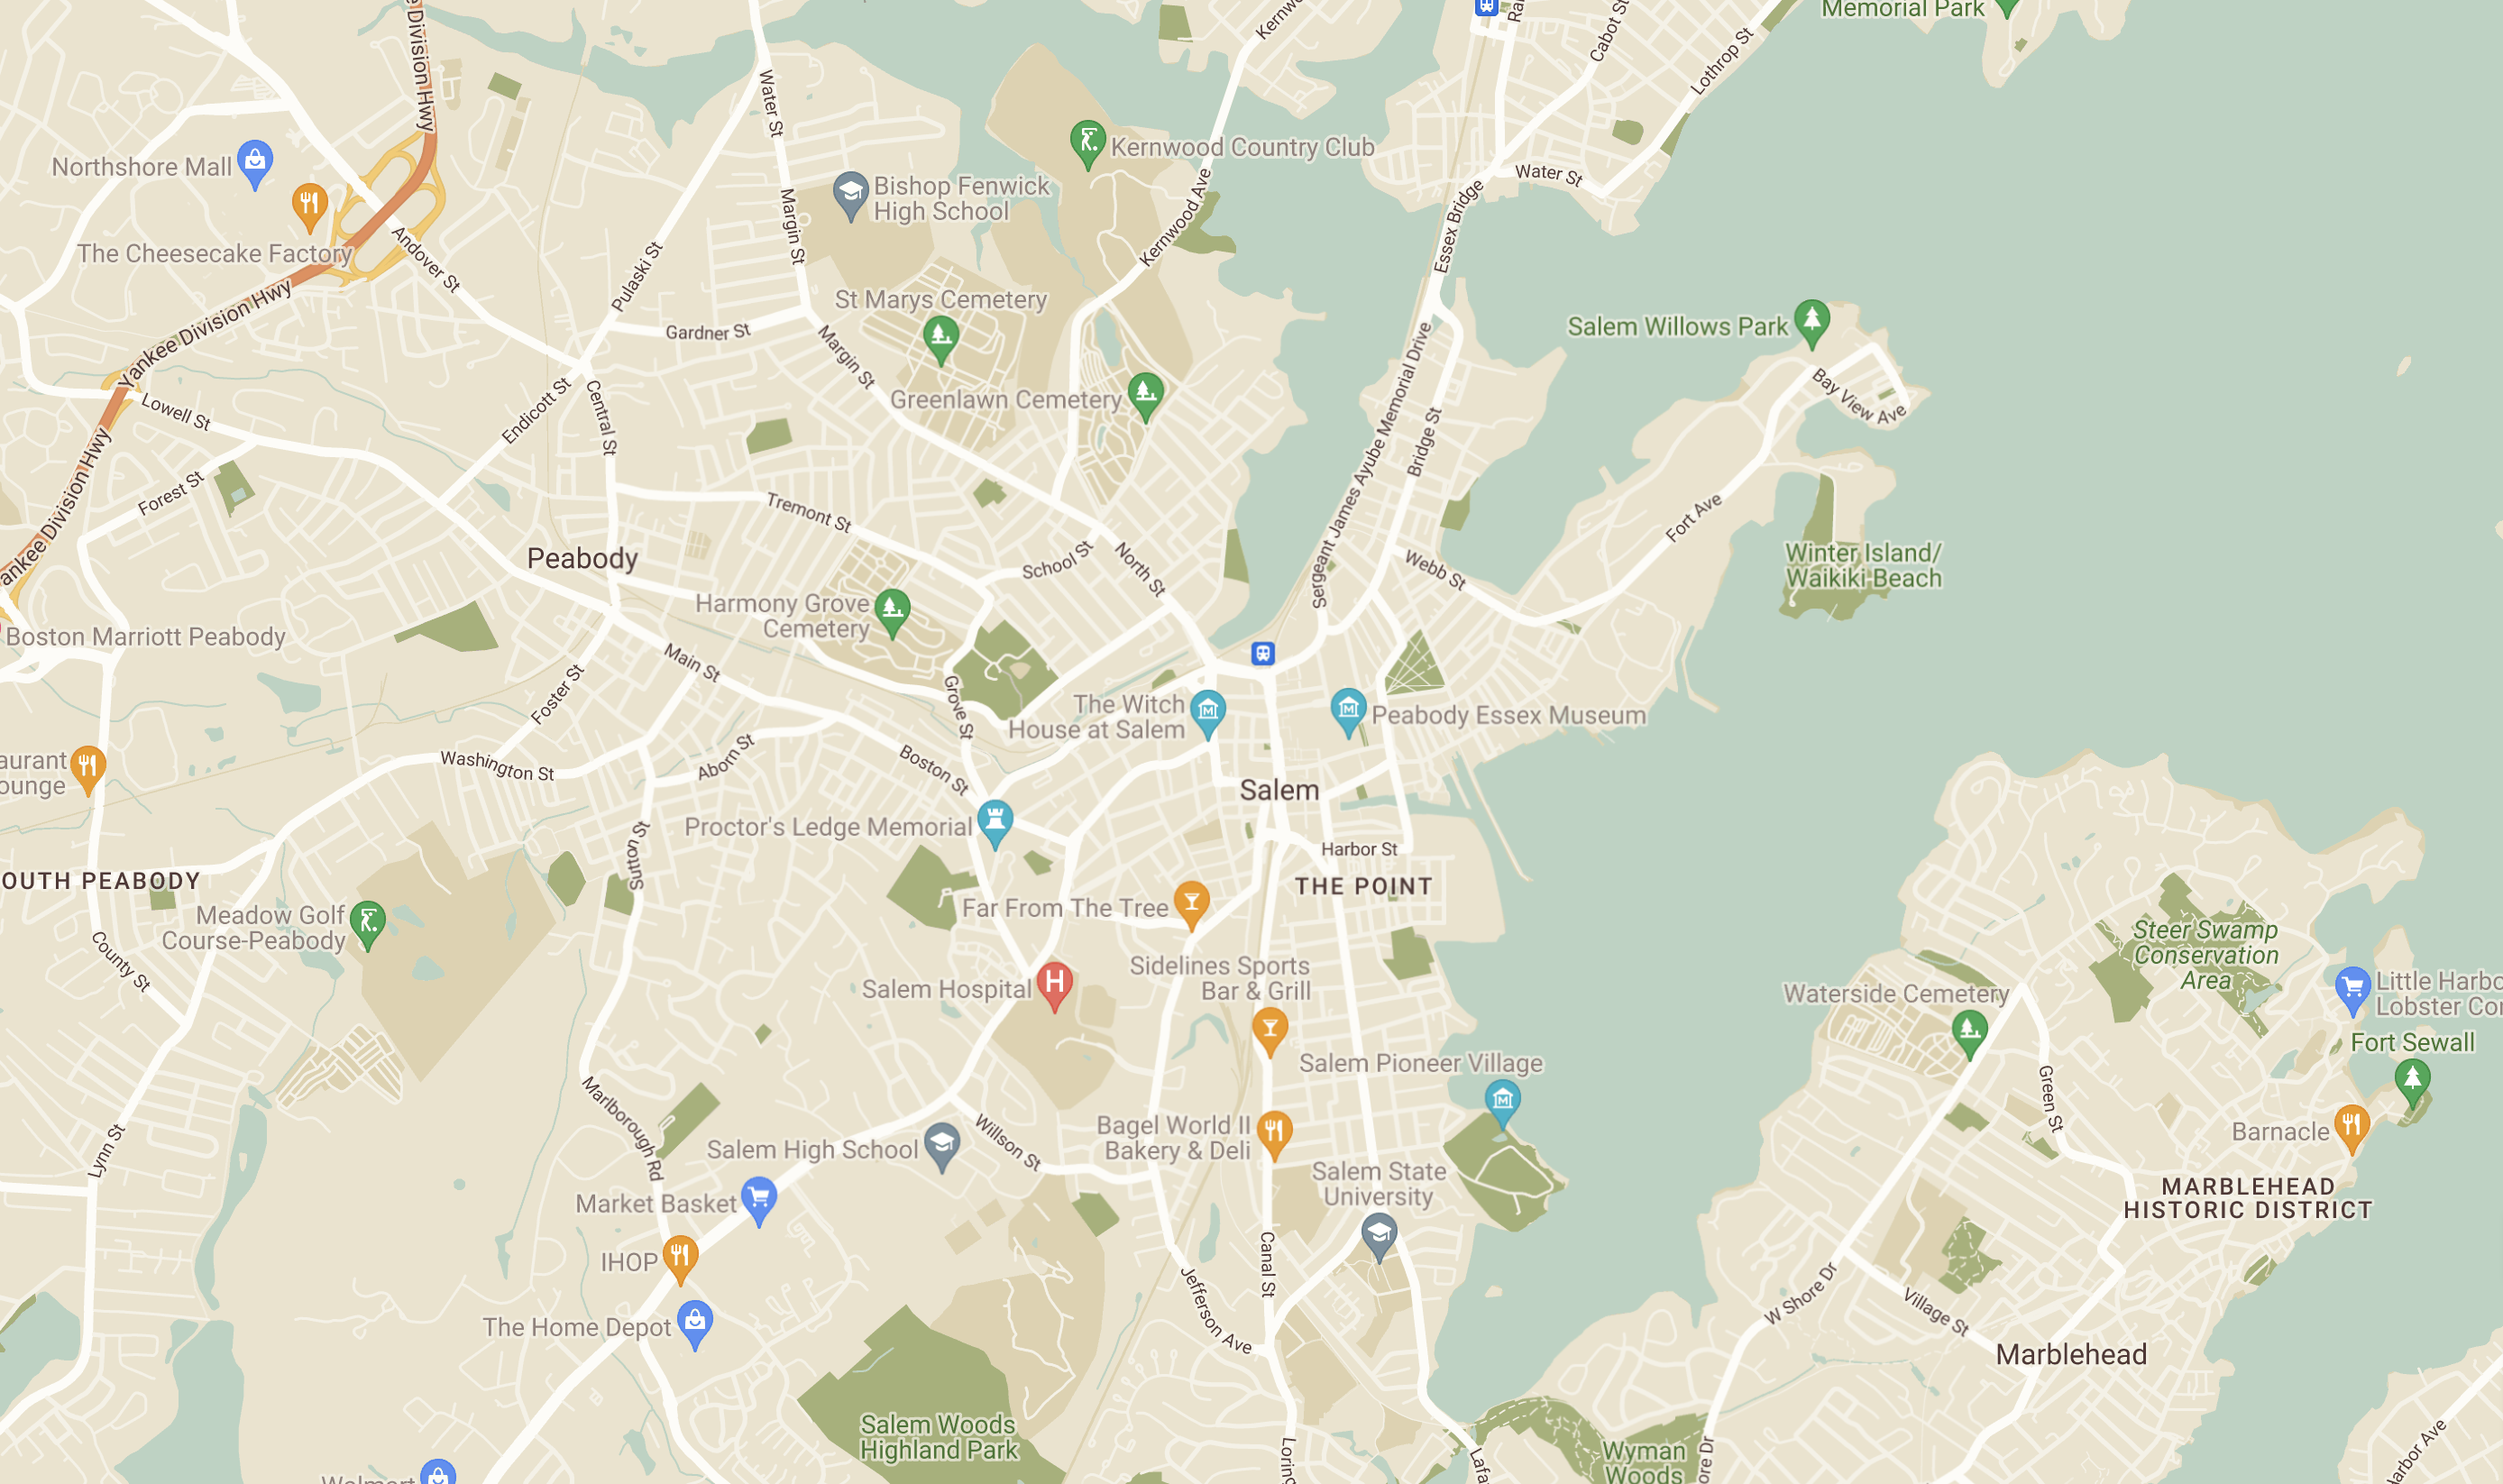 Memorial Park
e Division Hwy
Kernwo
Cabot St
Lothrop St
Water St
Northshore Mall
Kernwood Country Club
Bishop Fenwick
High School
Kernwood Ave
Water St
Essex Bridge
The Cheesecake Factory
Andover St
Margin St
Pulaski St
Yankee Division Hwy
St Marys Cemetery
Gardner St
Margin St
Salem Willows Park
Bay View Ave
Greenlawn Cemetery
Sergeant James Ayube Memorial Drive
Bridge St
Lowell St
Endicott St
Central St
Forest St
ankee Division Hwy
Tremont St
Fort Ave
Peabody
School St
North St
Webb St
Winter Island/
Waikiki Beach
Harmony Grove
Cemetery
Boston Marriott Peabody
Main St
Foster St
Grove St
The Witch
House at Salem
Peabody Essex Museum
aurant
ounge
Washington St
Aborn St
Boston St
Salem
Proctor's Ledge Memorial
Sutton St
Harbor St
THE POINT
OUTH PEABODY
Meadow Golf
Course-Peabody
Far From The Tree
Steer Swamp
Conservation
Area
County St
Salem Hospital
Sidelines Sports
Bar & Grill
Waterside Cemetery
Little Harbo
Lobster Co
Fort Sewall
Salem Pioneer Village
Green St
Marlborough Rd
Lynn St
Salem High School
Willson St
Bagel World II
Bakery & Deli
Barnacle
Salem State
University
MARBLEHEAD
HISTORIC DISTRICT
Market Basket
IHOP
Canal St
W Shore Dr
Village St
The Home Depot
Jefferson Ave
Marblehead
Salem Woods
Highland Park
Wyman
Woods
ore Dr
Loring
Lafa
arbor Ave
Walmart